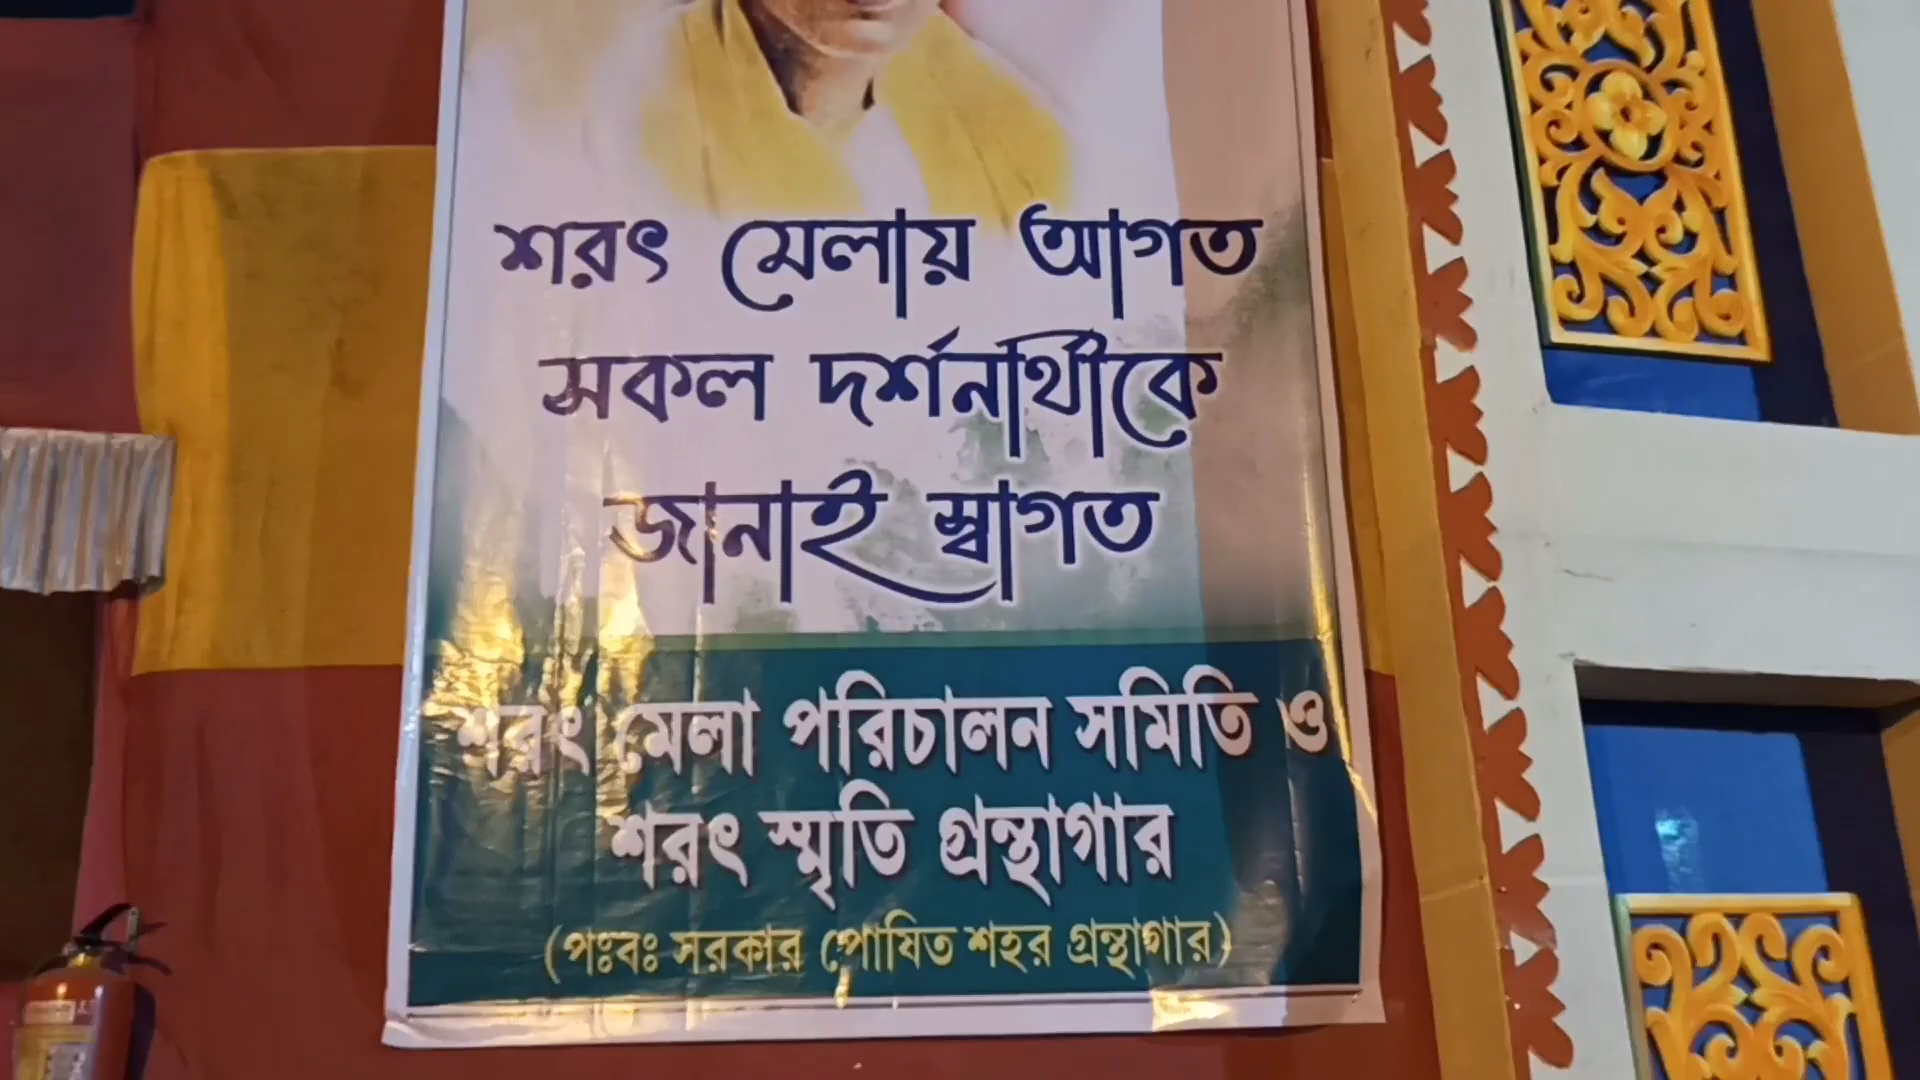 শরৎ মেলায় আগত
সকল দর্শনার্থীকে
জানাই স্বাগত
শরৎ মেলা পরিচালন সমিতি ও
শরৎ স্মৃতি গ্রন্থাগার
(পঃবঃ সরকার পোষিত শহর গ্রন্থাগার)